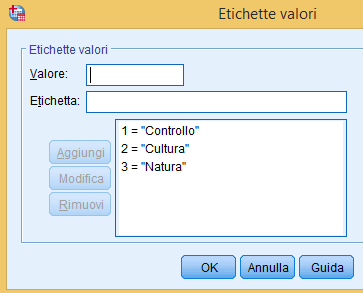 Etichette valori
Etichette valori
Valore:
Etichetta:
Aggiungi
Modifica
Rimuovi
1 = "Controllo"
2 = "Cultura"
3 = "Natura"
OK Annulla Guida